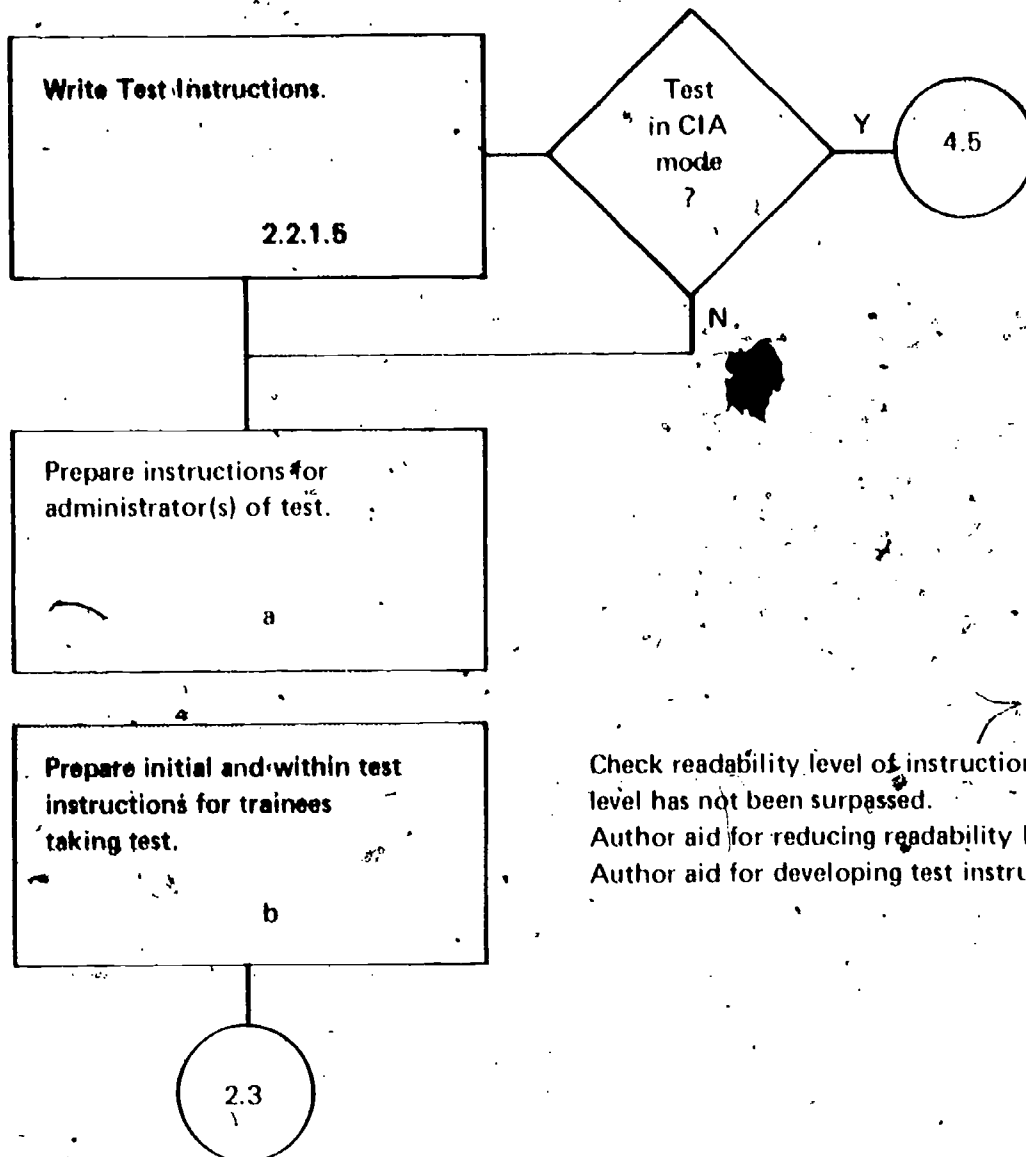 Write Test Instructions.
2.2.1.5
Test
in CIA
mode
?
Y
4.5
N
Prepare instructions for
administrator(s) of test.
a
Prepare initial and within test
instructions for trainees
taking test.
b
Check readability level of instruction
level has not been surpassed.
Author aid for reducing readability
Author aid for developing test instru
2.3